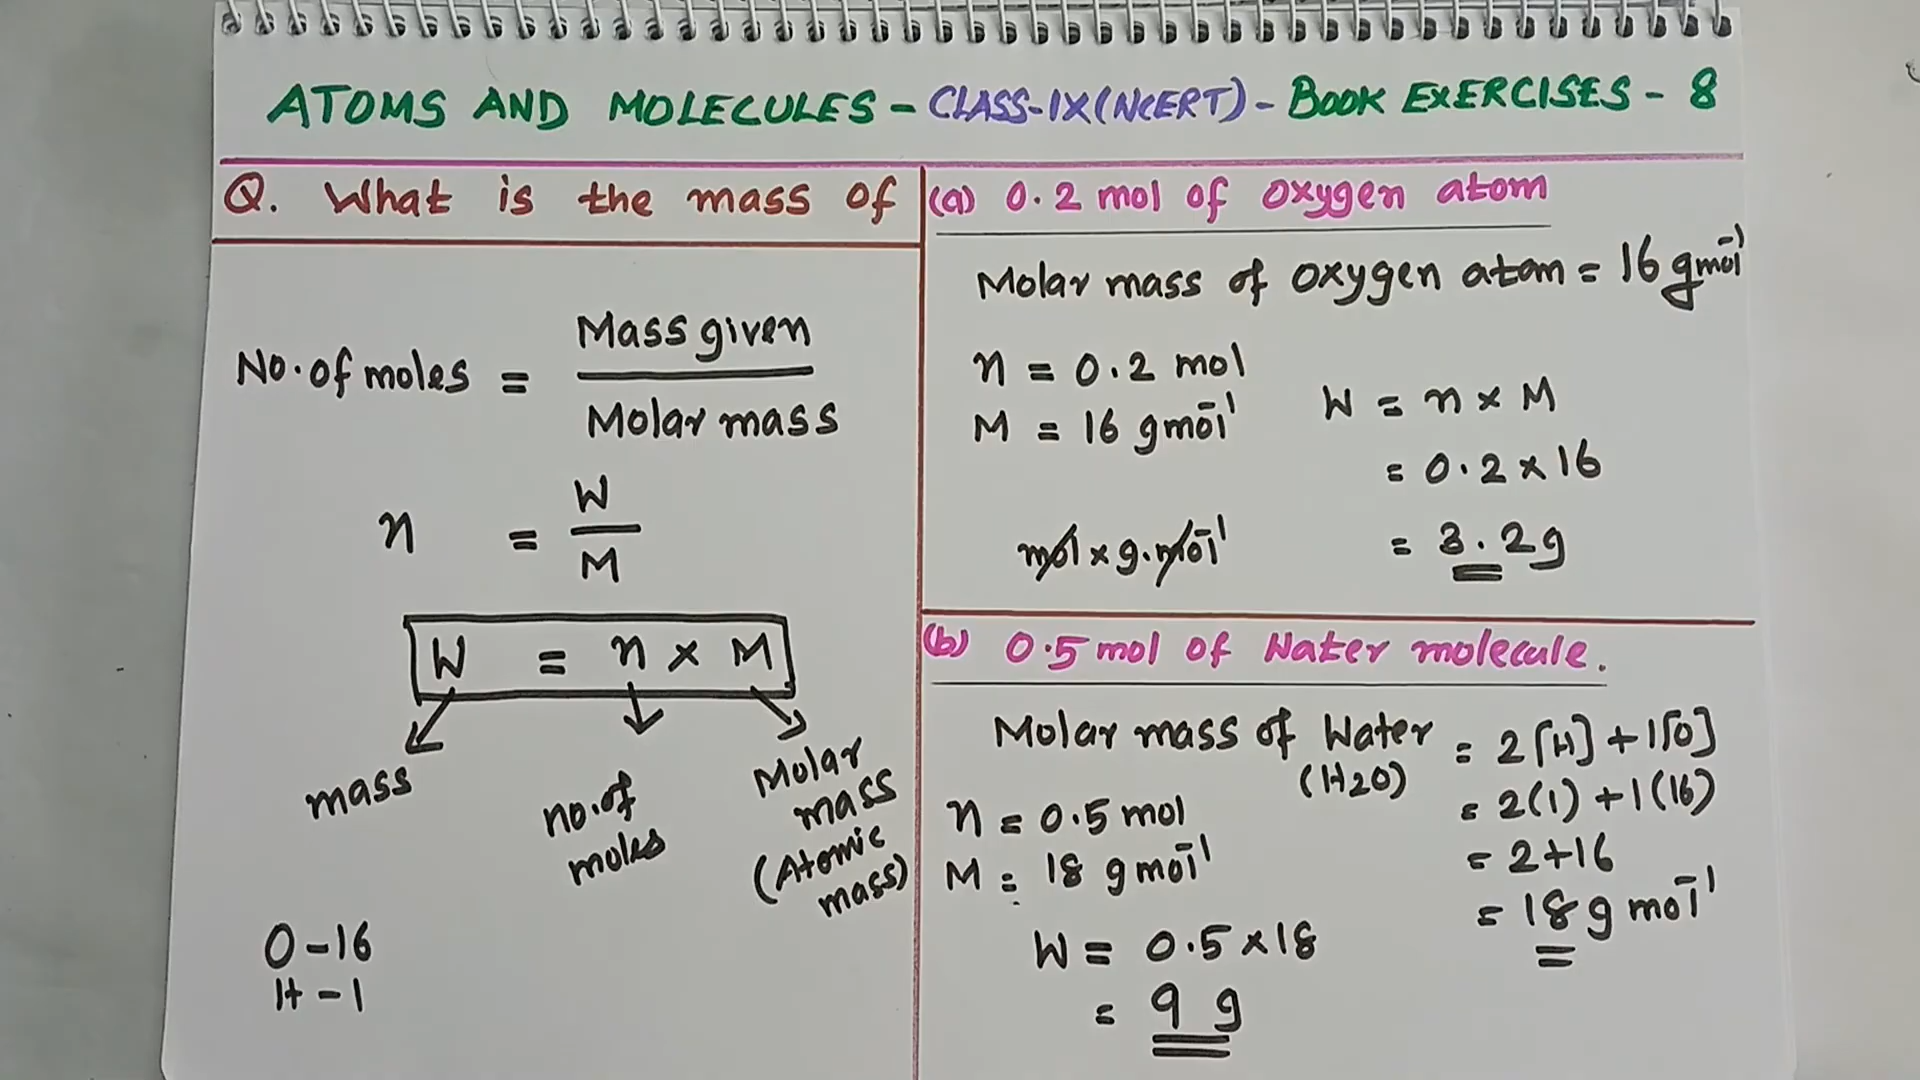 ATOMS AND MOLECULES - CLASS-IX (NCERT) - BOOK EXERCISES - 8
Q. What is the mass of
No. of moles = Mass given / Molar mass
n = W / M
W = n × M
mass
no. of
moles
Molar
mass
(Atomic
mass)
O - 16
H - 1
(a) 0.2 mol of oxygen atom
Molar mass of oxygen atom = 16 g mol⁻¹
n = 0.2 mol
M = 16 g mol⁻¹
W = n × M
= 0.2 × 16
= 3.2 g
mol × g. mol⁻¹
(b) 0.5 mol of Water molecule.
Molar mass of Water = 2[H] + 1[O]
(H2O)
= 2(1) + 1(16)
= 2+16
= 18 g mol⁻¹
n = 0.5 mol
M = 18 g mol⁻¹
W = 0.5 × 18
= 9 g